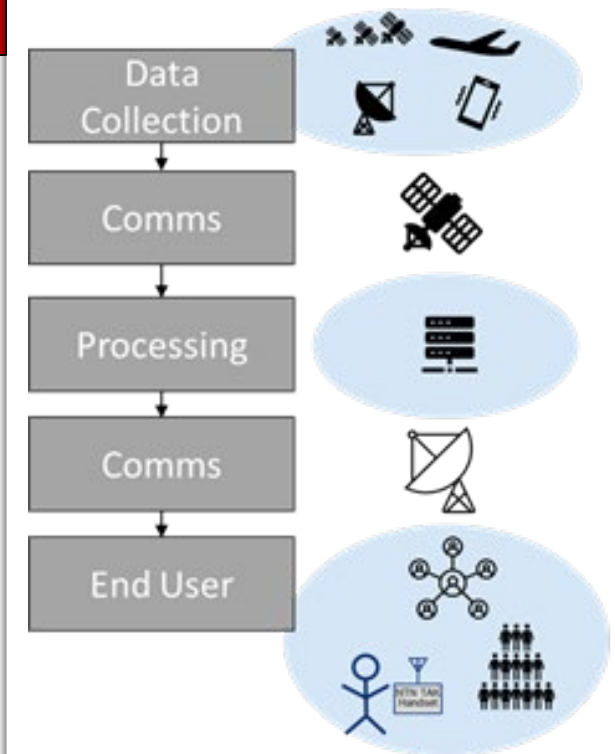 Data
Collection
Comms
Processing
Comms
End User
NTN TAK
Handset